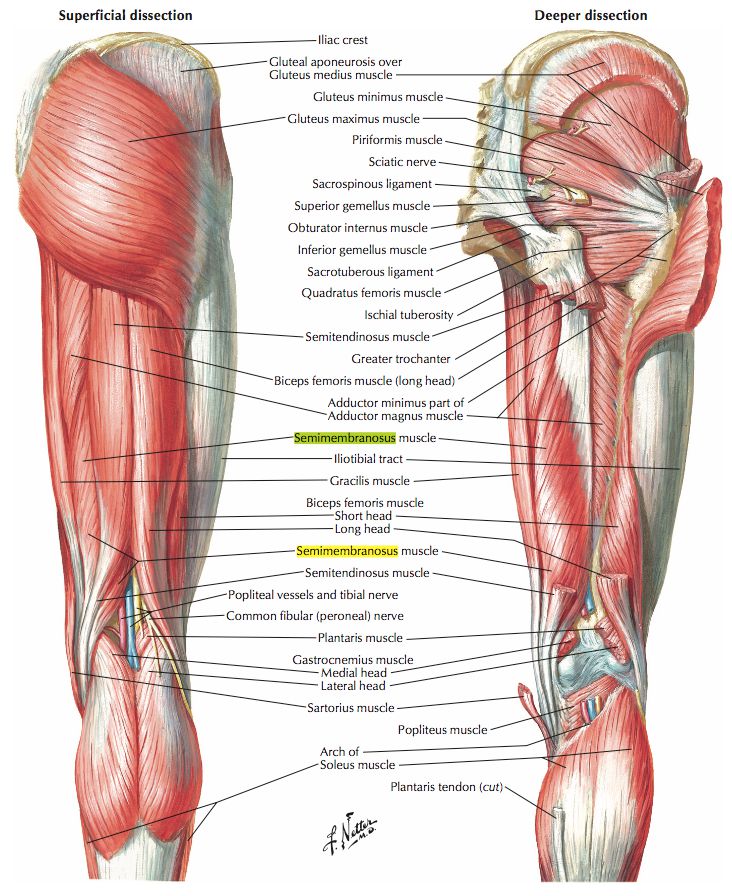 Superficial dissection
Deeper dissection
Iliac crest
Gluteal aponeurosis over
Gluteus medius muscle
Gluteus minimus muscle
Gluteus maximus muscle
Piriformis muscle
Sciatic nerve
Sacrospinous ligament
Superior gemellus muscle
Obturator internus muscle
Inferior gemellus muscle
Sacrotuberous ligament
Quadratus femoris muscle
Ischial tuberosity
Semitendinosus muscle
Greater trochanter
Biceps femoris muscle (long head)
Adductor minimus part of
Adductor magnus muscle
Semimembranosus muscle
Iliotibial tract
Gracilis muscle
Biceps femoris muscle
Short head
Long head
Semimembranosus muscle
Semitendinosus muscle
Popliteal vessels and tibial nerve
Common fibular (peroneal) nerve
Plantaris muscle
Gastrocnemius muscle
Medial head
Lateral head
Sartorius muscle
Popliteus muscle
Arch of
Soleus muscle
Plantaris tendon (cut)
F. Netter
M.D.